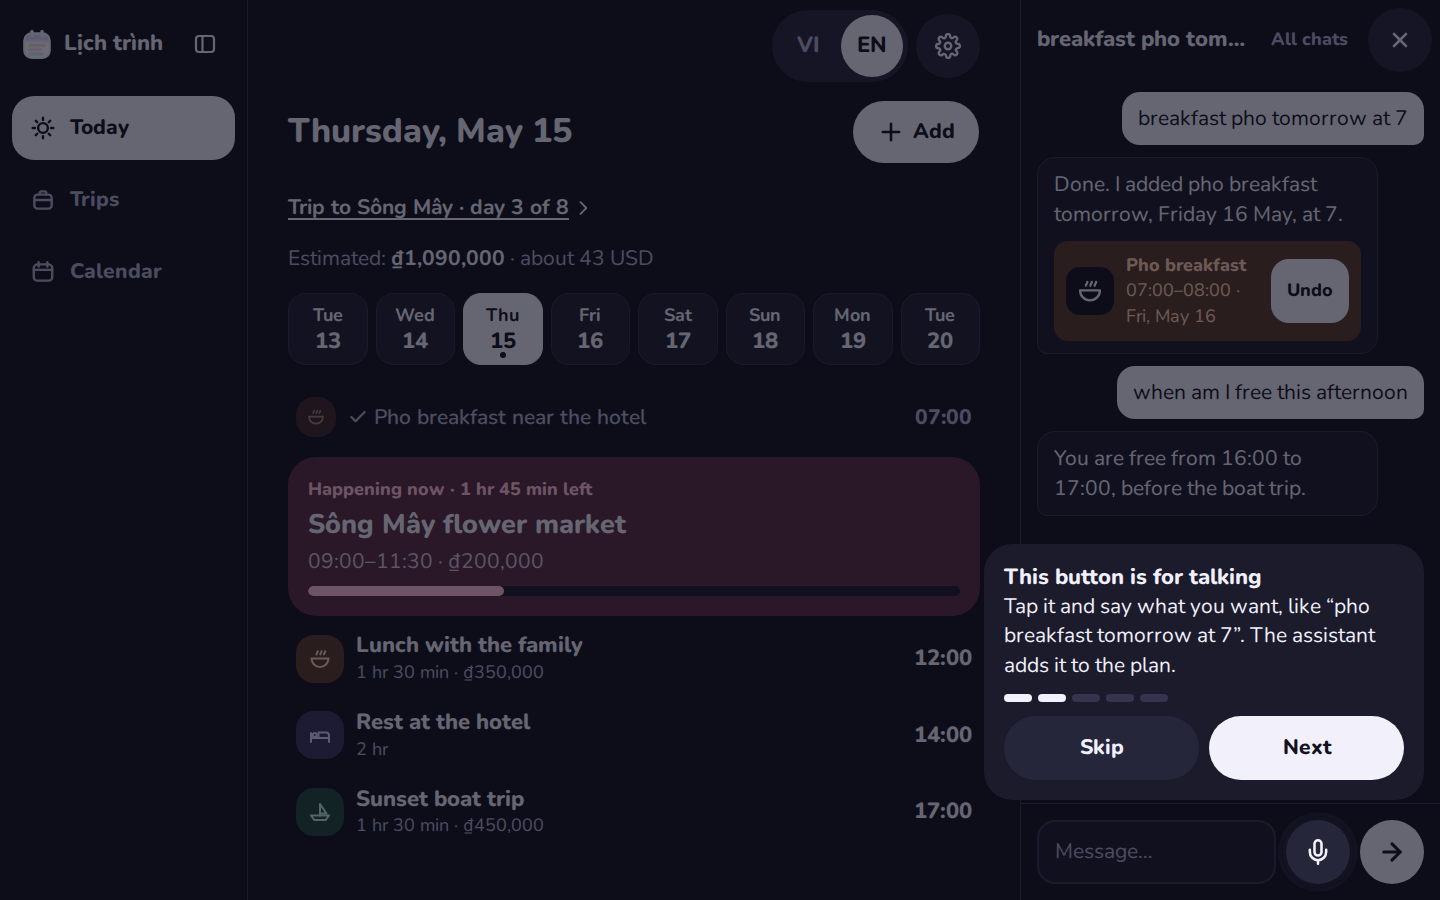 Lịch trình
Today
Trips
Calendar
VI
EN
Thursday, May 15
Add
Trip to Sông Mây · day 3 of 8
Estimated: ₫1,090,000 · about 43 USD
Tue
13
Wed
14
Thu
15
Fri
16
Sat
17
Sun
18
Mon
19
Tue
20
Pho breakfast near the hotel
07:00
Happening now · 1 hr 45 min left
Sông Mây flower market
09:00–11:30 · ₫200,000
Lunch with the family
1 hr 30 min · ₫350,000
12:00
Rest at the hotel
2 hr
14:00
Sunset boat trip
1 hr 30 min · ₫450,000
17:00
breakfast pho tom...
All chats
breakfast pho tomorrow at 7
Done. I added pho breakfast
tomorrow, Friday 16 May, at 7.
Pho breakfast
07:00–08:00 ·
Fri, May 16
Undo
when am I free this afternoon
You are free from 16:00 to
17:00, before the boat trip.
This button is for talking
Tap it and say what you want, like “pho
breakfast tomorrow at 7”. The assistant
adds it to the plan.
Skip
Next
Message...